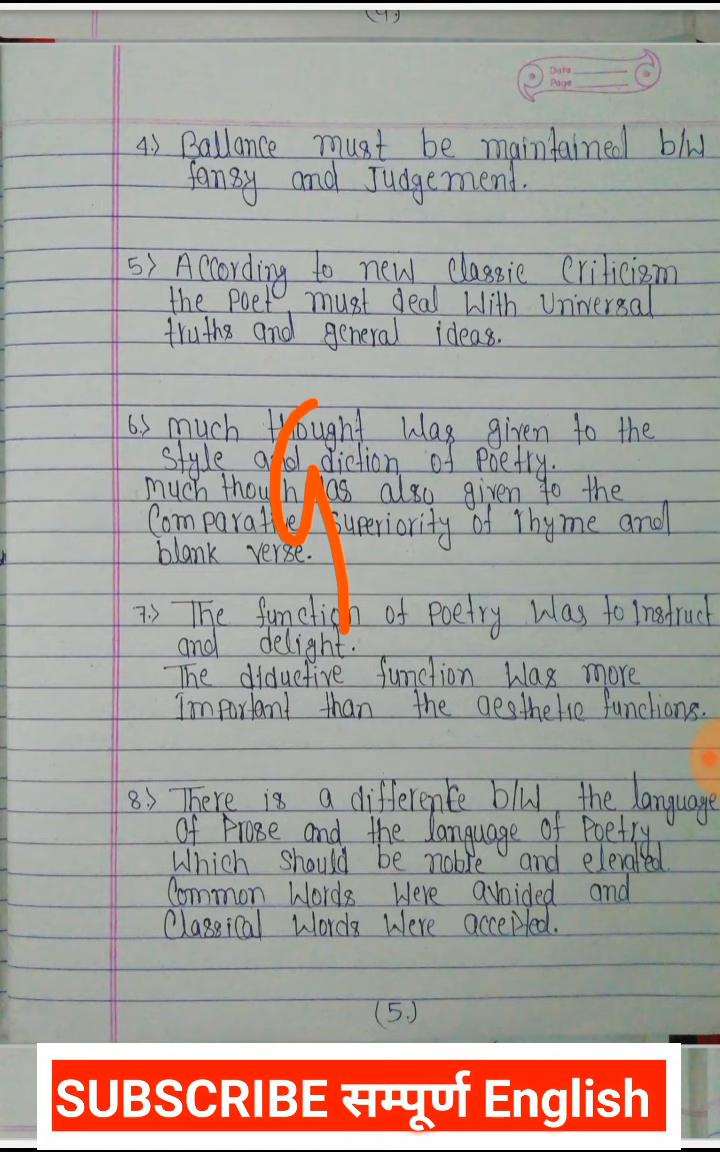 (4.)
Date
Page
4.) Ballance must be maintained b/w
fansy and Judgement.
5) According to new classic Criticism
the poet must deal with Universal
truths and general ideas.
6.) much thought was given to the
style and diction of Poetry.
much though as also given to the
Comparative superiority of rhyme and
blank verse.
7.) The function of poetry was to Instruct
and delight.
The diductive function was more
Important than the aesthetic functions.
8.) There is a difference b/w the language
Of Prose and the language of Poetry
Which should be noble and elevated.
Common words were avoided and
Classical words were accepted.
(5.)
SUBSCRIBE सम्पूर्ण English